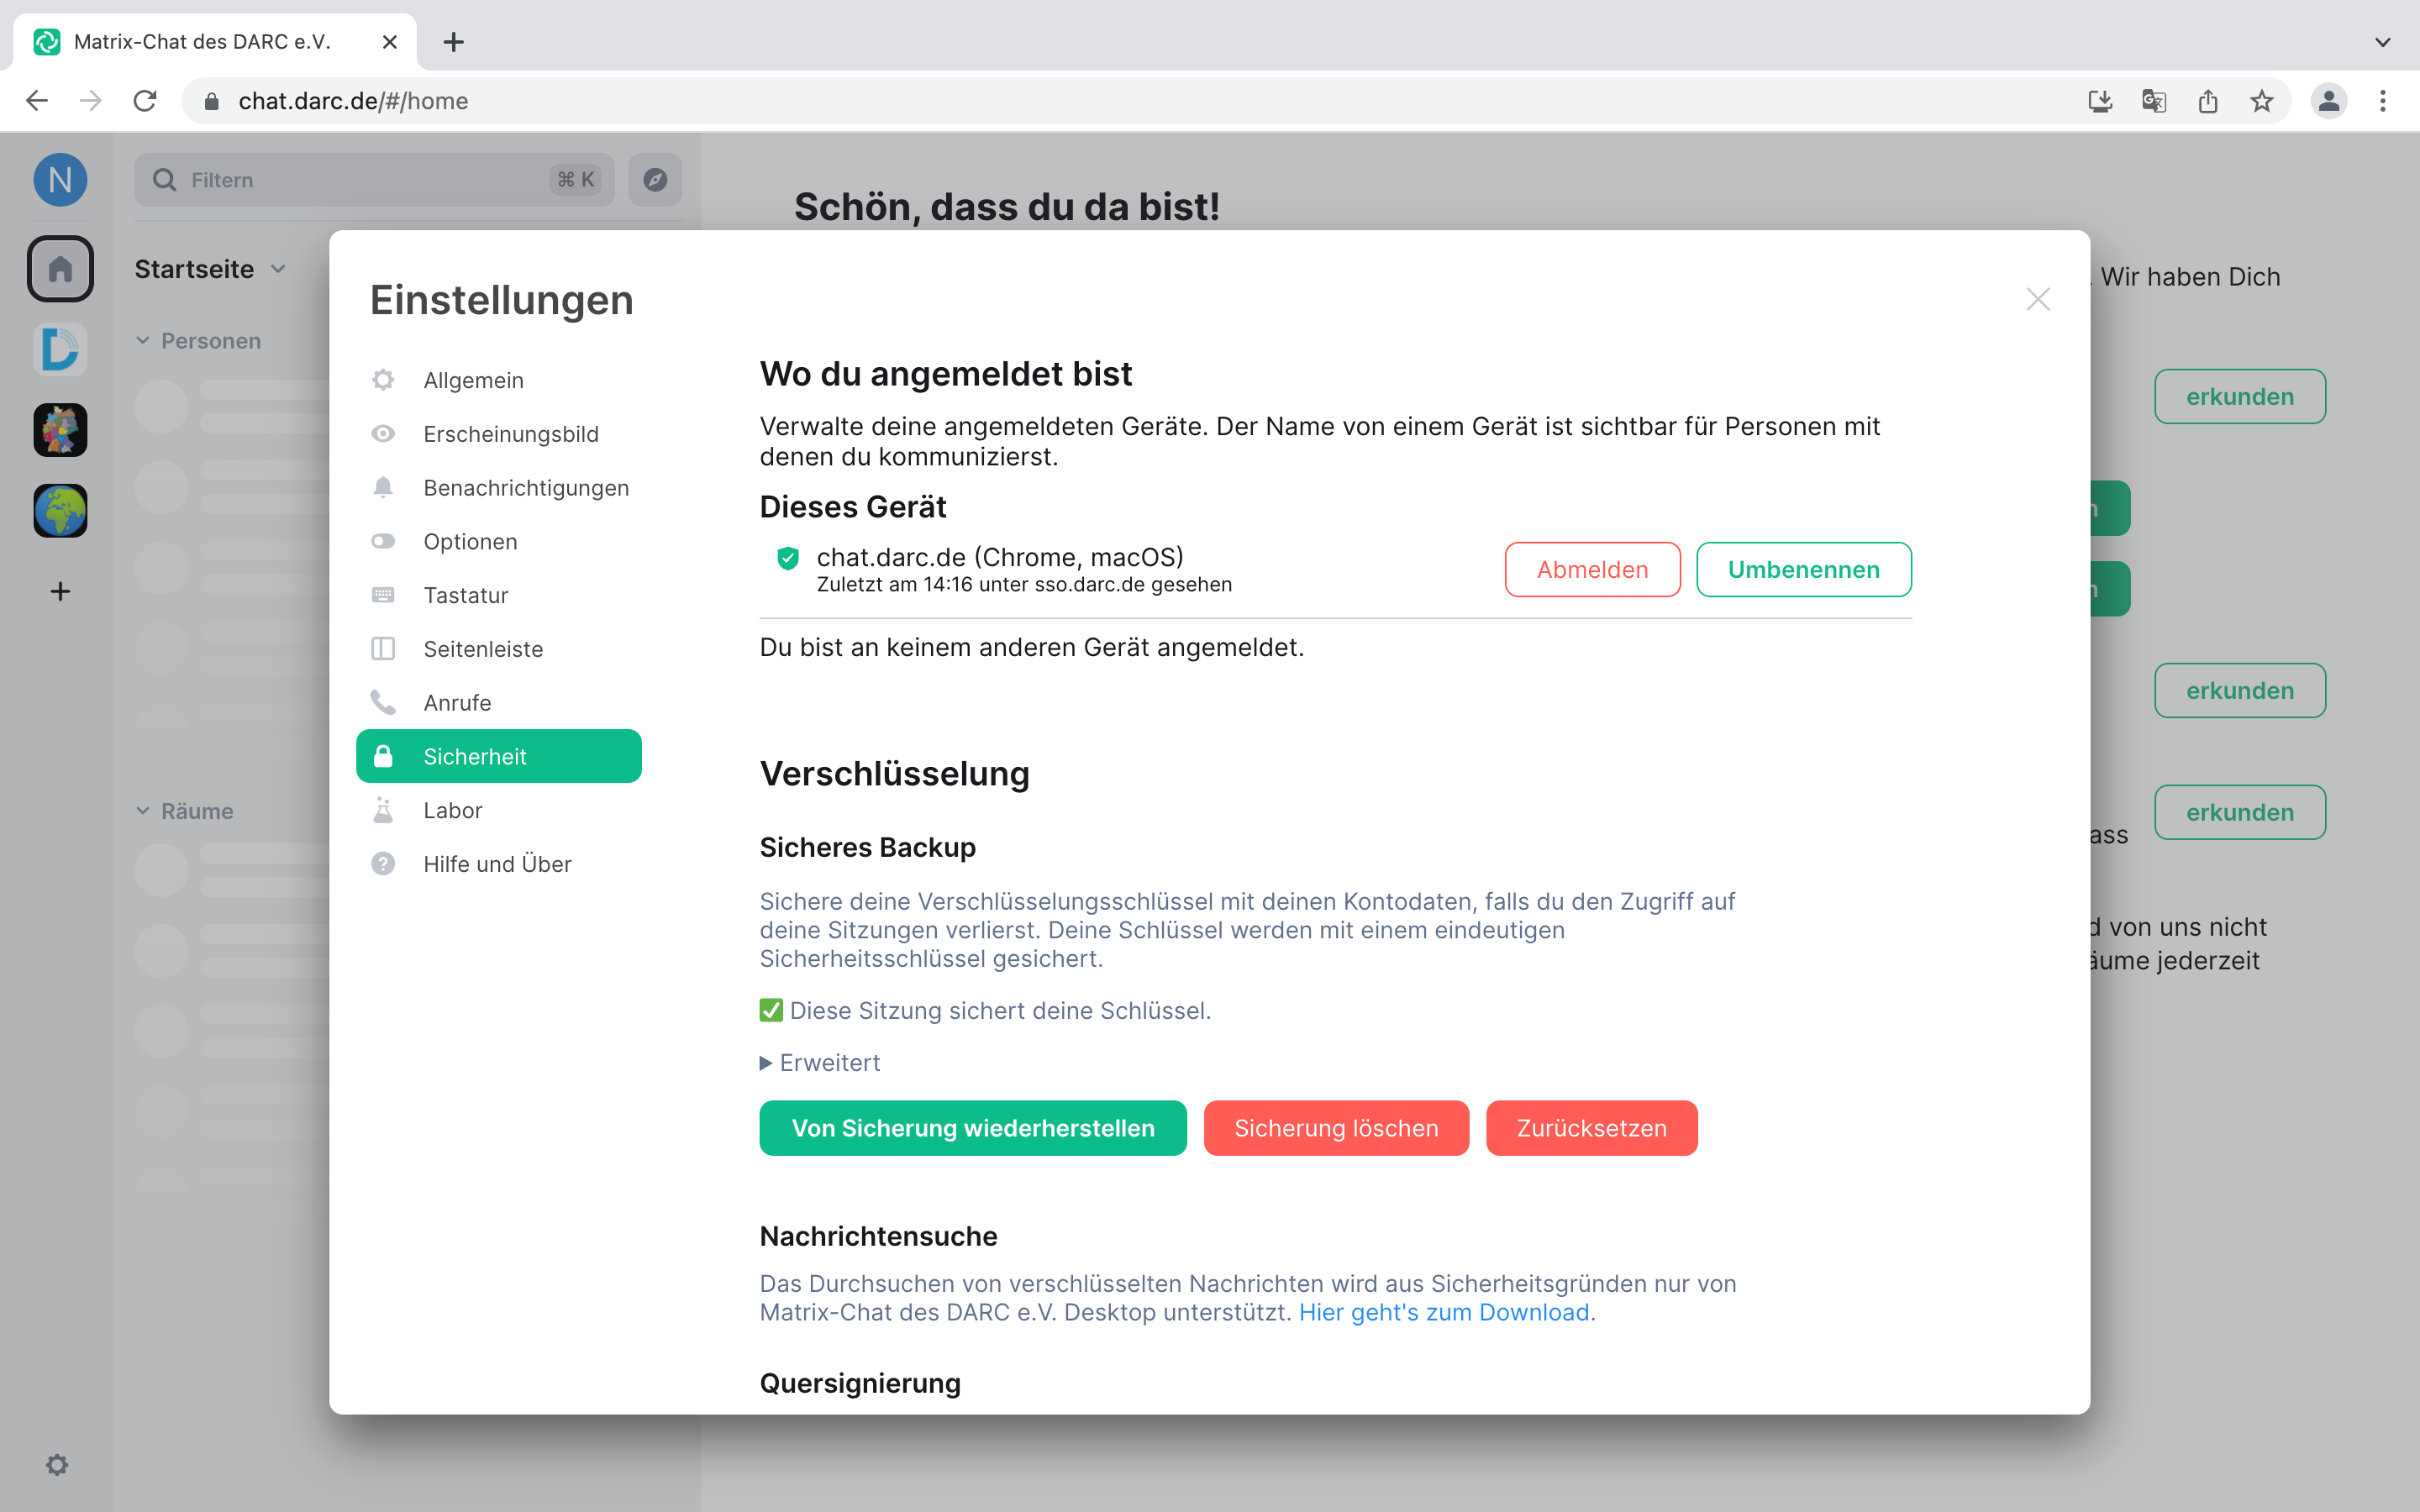 Matrix-Chat des DARC e.V.
chat.darc.de/#/home
N
Filtern
⌘ K
Schön, dass du da bist!
Startseite
. Wir haben Dich
Personen
erkunden
n
n
erkunden
erkunden
ass
d von uns nicht
äume jederzeit
Räume
Einstellungen
Allgemein
Erscheinungsbild
Benachrichtigungen
Optionen
Tastatur
Seitenleiste
Anrufe
Sicherheit
Labor
Hilfe und Über
Wo du angemeldet bist
Verwalte deine angemeldeten Geräte. Der Name von einem Gerät ist sichtbar für Personen mit
denen du kommunizierst.
Dieses Gerät
chat.darc.de (Chrome, macOS)
Zuletzt am 14:16 unter sso.darc.de gesehen
Abmelden
Umbenennen
Du bist an keinem anderen Gerät angemeldet.
Verschlüsselung
Sicheres Backup
Sichere deine Verschlüsselungsschlüssel mit deinen Kontodaten, falls du den Zugriff auf
deine Sitzungen verlierst. Deine Schlüssel werden mit einem eindeutigen
Sicherheitsschlüssel gesichert.
✅ Diese Sitzung sichert deine Schlüssel.
▶ Erweitert
Von Sicherung wiederherstellen
Sicherung löschen
Zurücksetzen
Nachrichtensuche
Das Durchsuchen von verschlüsselten Nachrichten wird aus Sicherheitsgründen nur von
Matrix-Chat des DARC e.V. Desktop unterstützt. Hier geht's zum Download.
Quersignierung